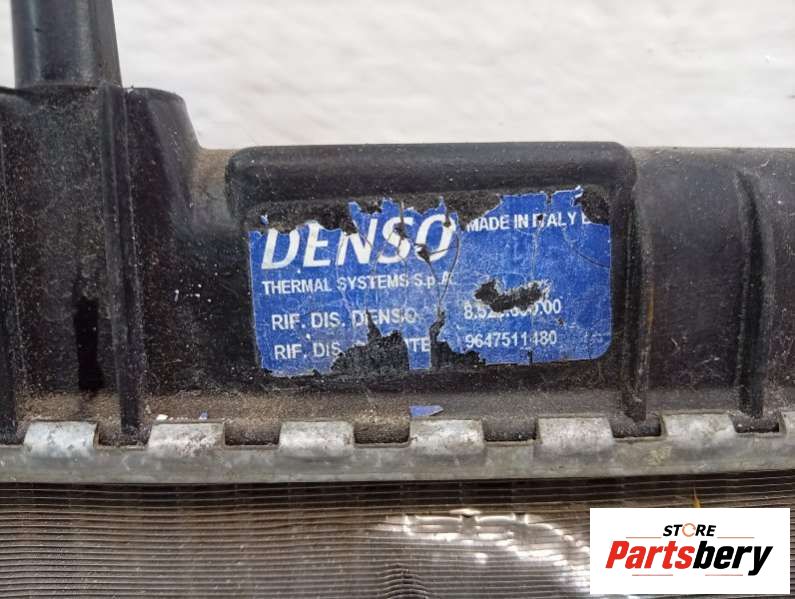 DENSO MADE IN ITALY
THERMAL SYSTEMS S.p.A.
RIF. DIS. DENSO
RIF. DIS. 9647511480
STORE
Partsbery